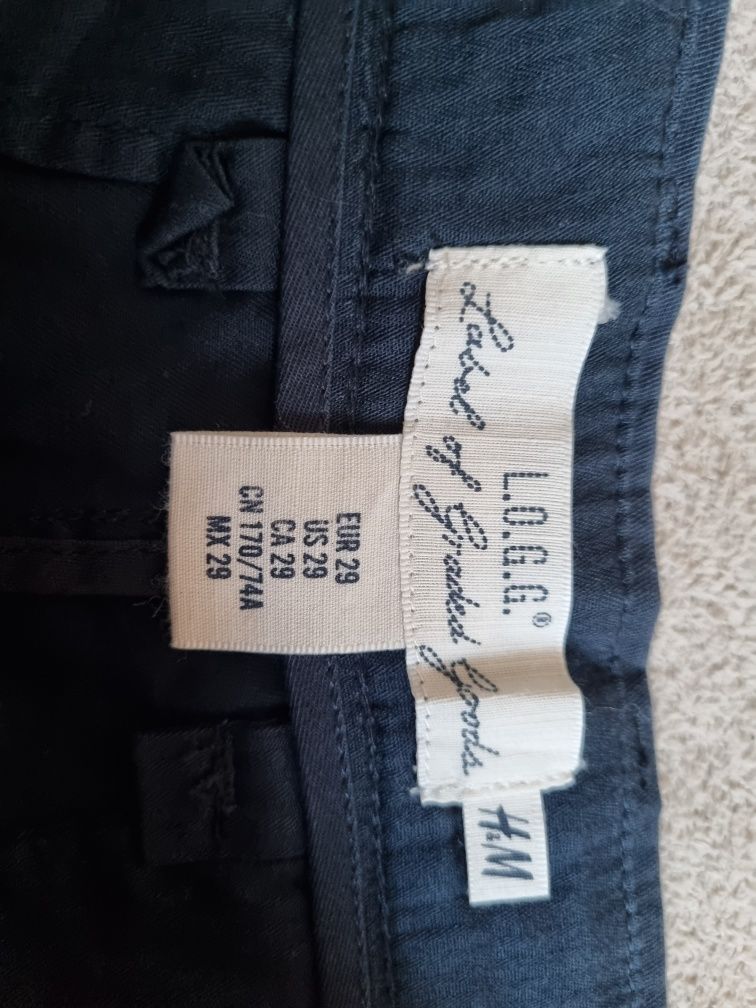 L.O.G.G.®
Label of Graded Goods
H&M
EUR 29
US 29
CA 29
CN 170/74A
MX 29